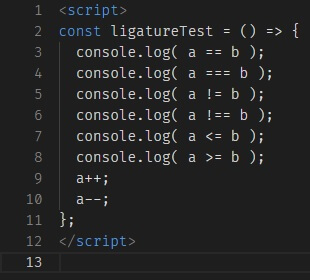 1 <script>
2 const ligatureTest = () => {
3   console.log( a == b );
4   console.log( a === b );
5   console.log( a != b );
6   console.log( a !== b );
7   console.log( a <= b );
8   console.log( a >= b );
9   a++;
10   a--;
11 };
12 </script>
13